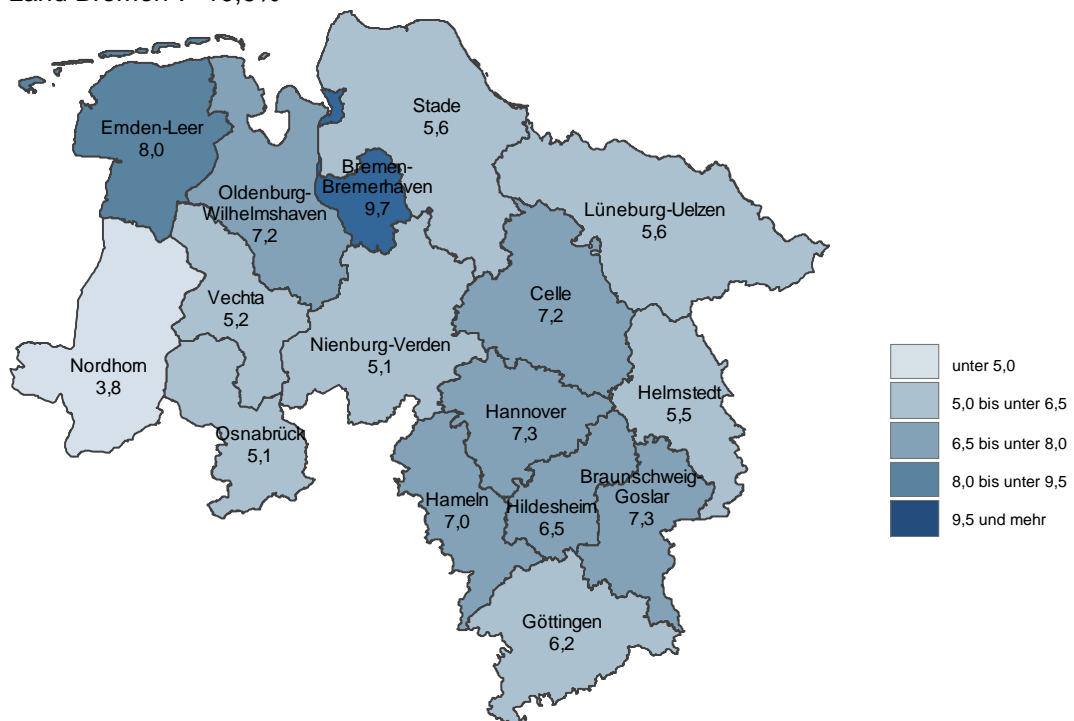 Stade
5,6
Emden-Leer
8,0
Bremen-
Bremerhaven
9,7
Oldenburg-
Wilhelmshaven
7,2
Lüneburg-Uelzen
5,6
Vechta
5,2
Celle
7,2
Nienburg-Verden
5,1
Nordhorn
3,8
Helmstedt
5,5
Hannover
7,3
Osnabrück
5,1
Braunschweig-
Goslar
7,3
Hameln
7,0
Hildesheim
6,5
Göttingen
6,2
unter 5,0
5,0 bis unter 6,5
6,5 bis unter 8,0
8,0 bis unter 9,5
9,5 und mehr